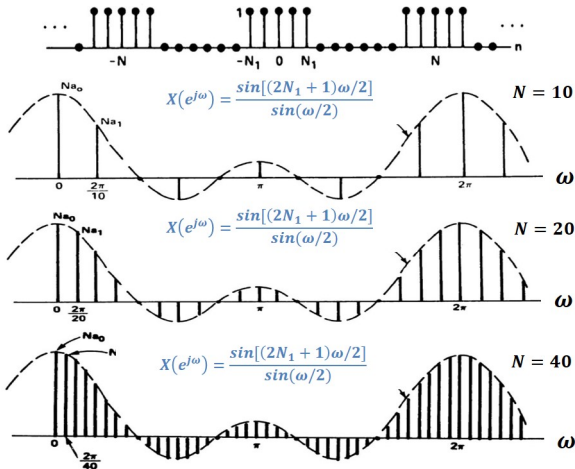 ... 1 ...
-N -N₁ 0 N₁ N n
Na₀ X(e^{jω}) = sin[(2N₁ + 1)ω/2] / sin(ω/2) N = 10
Na₁
0 2π/10 π 2π ω
Na₀ X(e^{jω}) = sin[(2N₁ + 1)ω/2] / sin(ω/2) N = 20
Na₁
0 2π/20 π 2π ω
Na₀ X(e^{jω}) = sin[(2N₁ + 1)ω/2] / sin(ω/2) N = 40
N
0 π 2π ω
2π/40